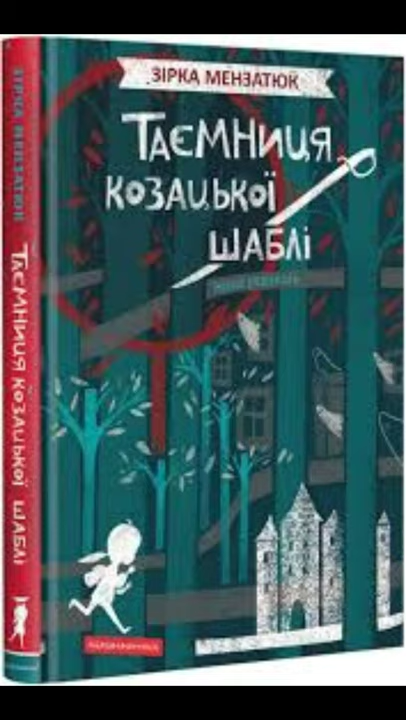 ЗІРКА МЕНЗАТЮК
ТАЄМНИЦЯ
КОЗАЦЬКОЇ
ШАБЛІ
ЗІРКА МЕНЗАТЮК
ТАЄМНИЦЯ КОЗАЦЬКОЇ ШАБЛІ